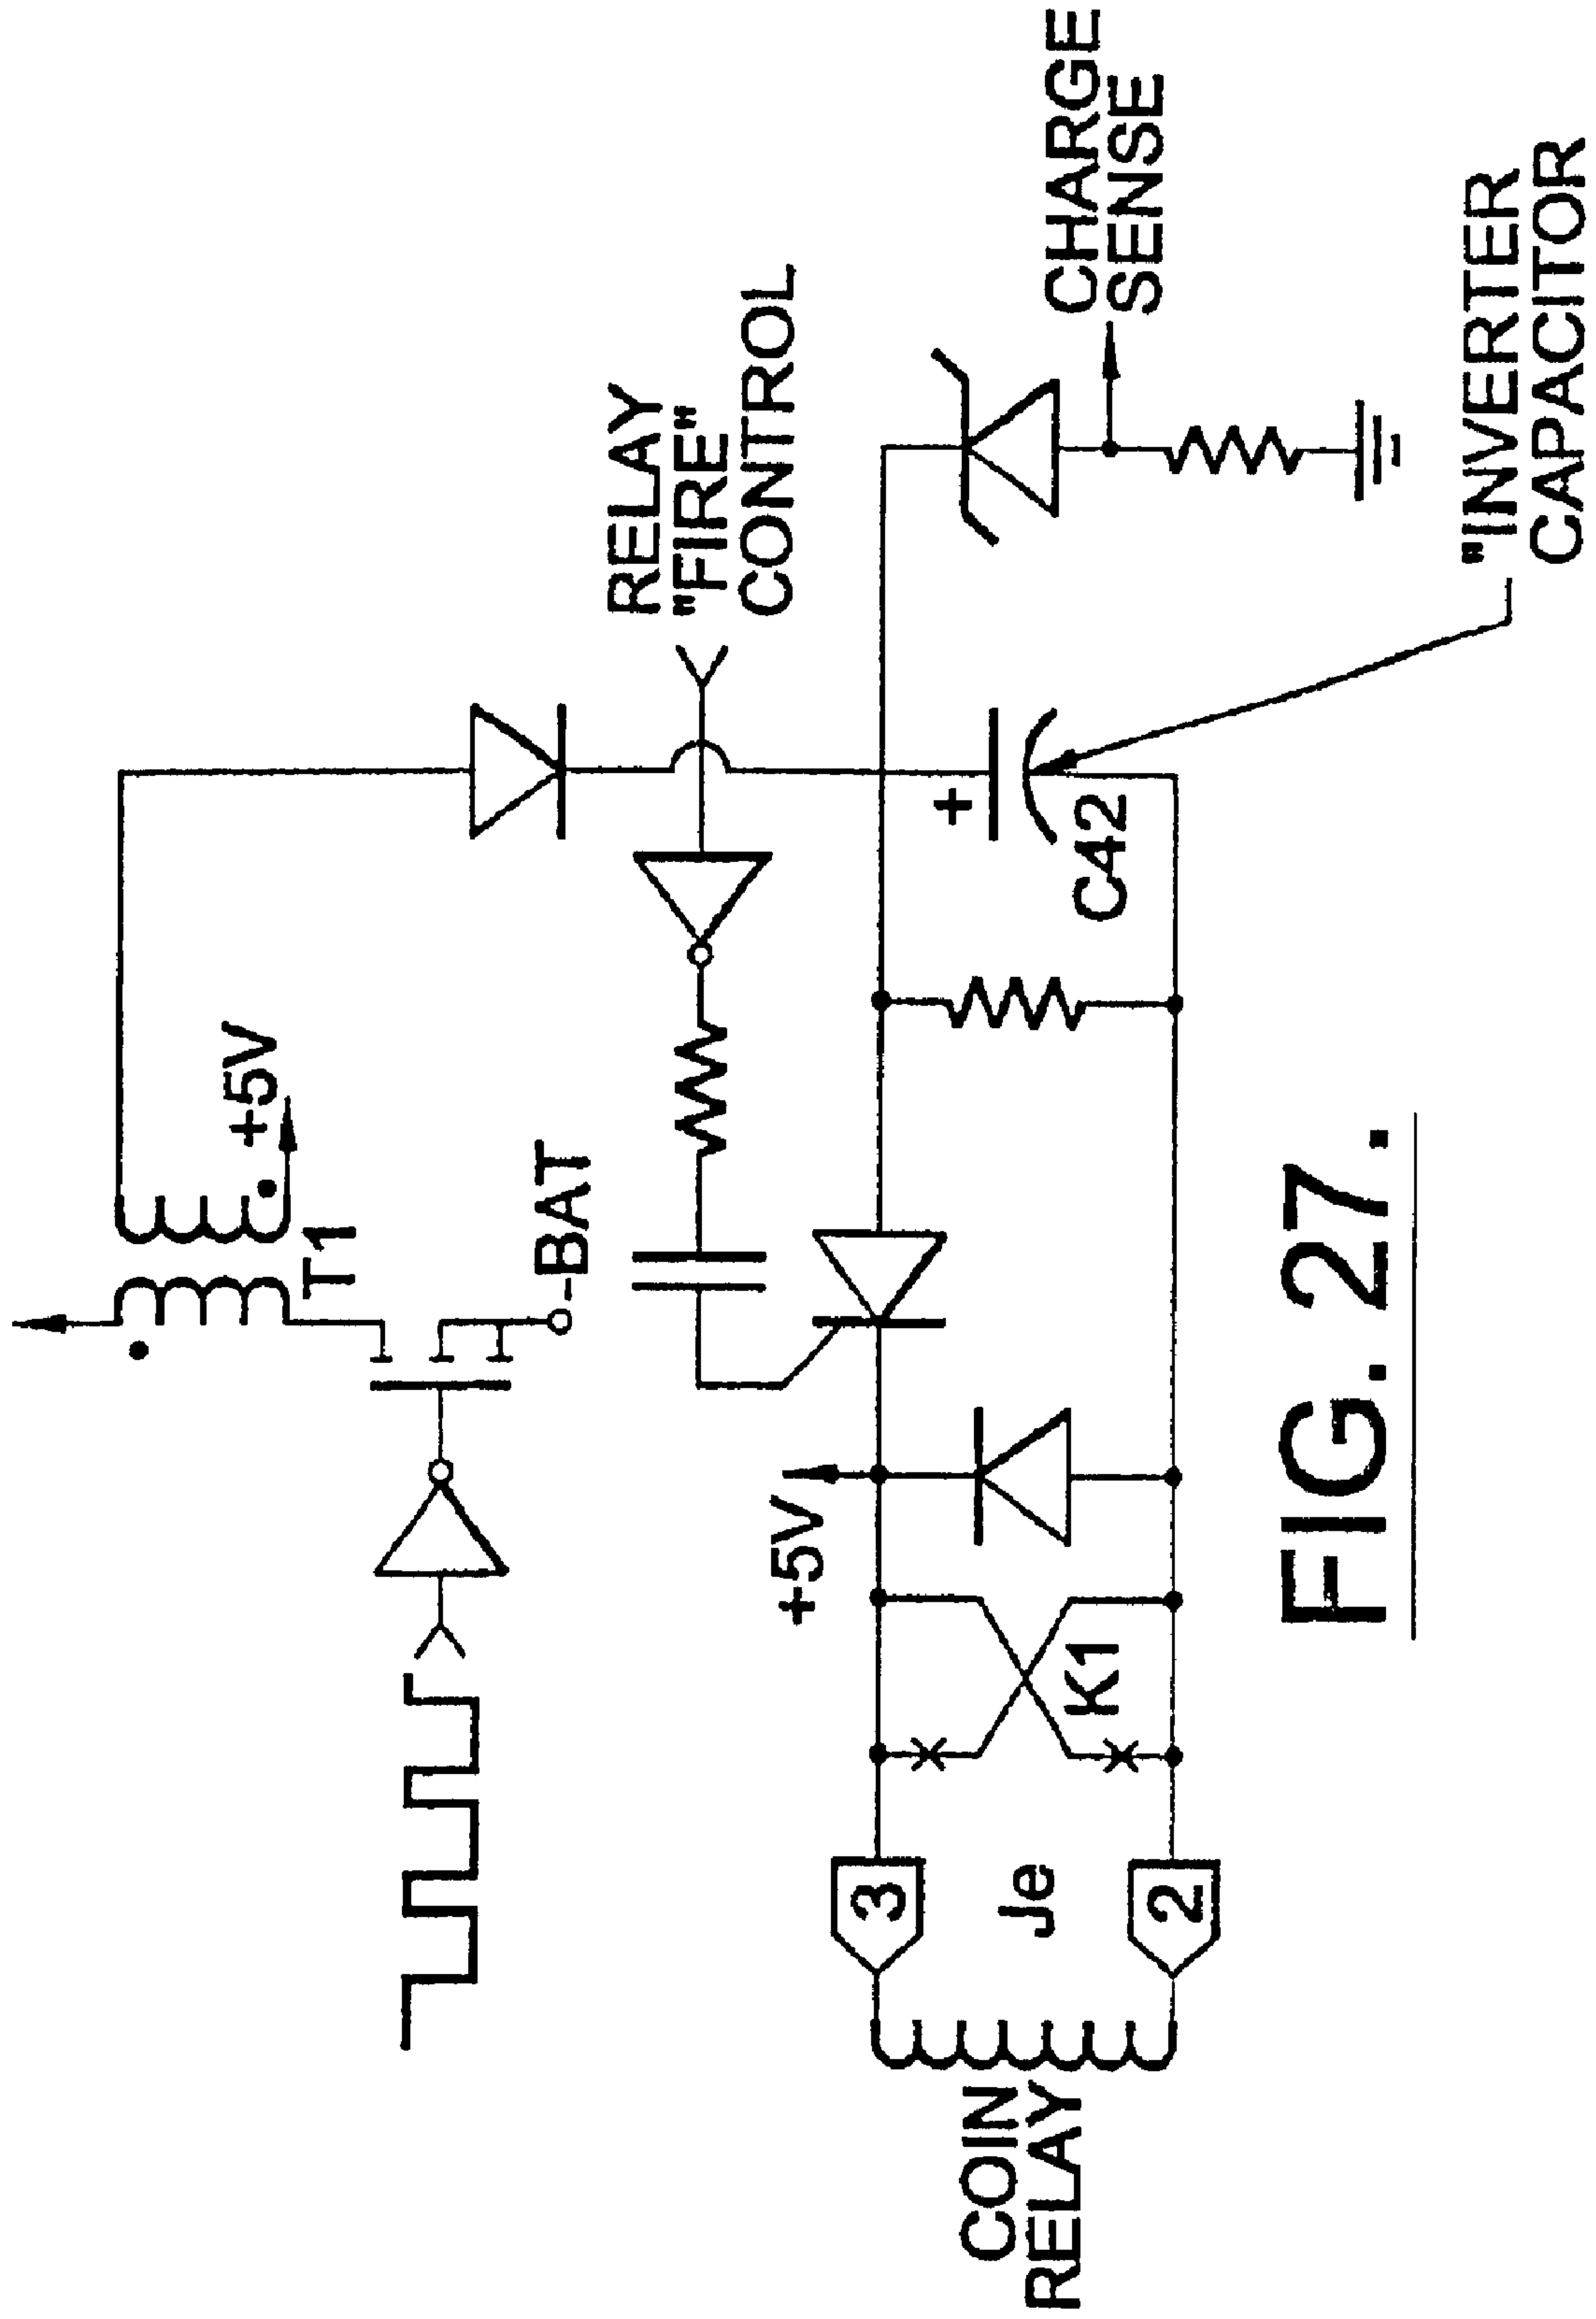 +5V
T1
-BAT
RELAY
"FIRE"
CONTROL
+5V
+
C42
CHARGE
SENSE
"INVERTER
CAPACITOR
K1
3
Je
2
COIN
RELAY
FIG. 27.